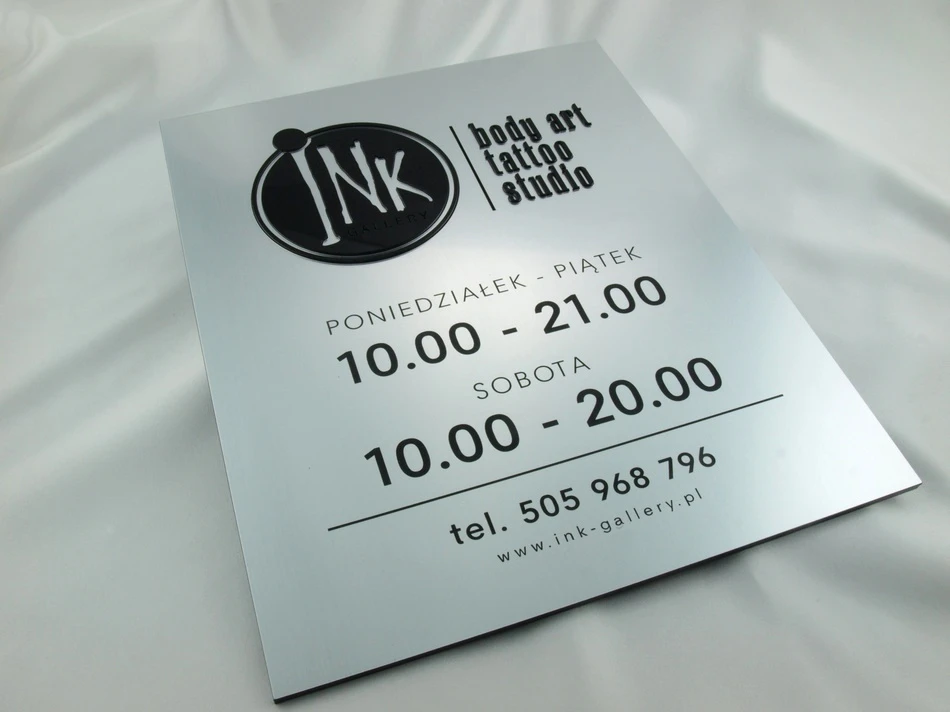 INK
GALLERY
body art
tattoo
studio
PONIEDZIAŁEK - PIĄTEK
10.00 - 21.00
SOBOTA
10.00 - 20.00
tel. 505 968 796
www.ink-gallery.pl